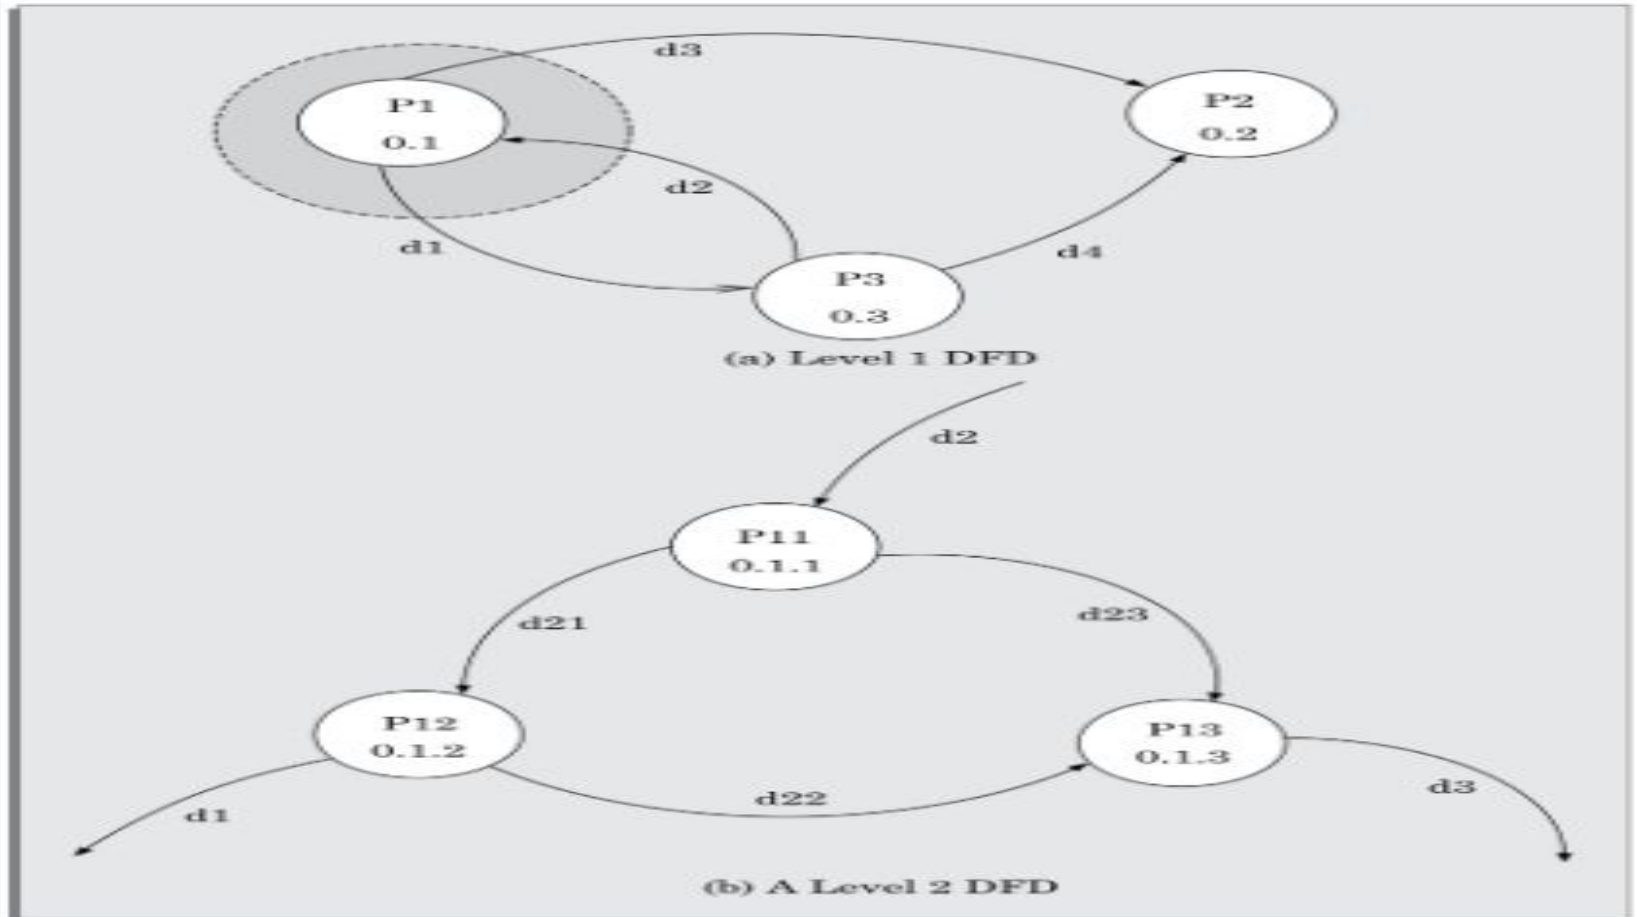 d3
P1
0.1
P2
0.2
d2
d1
d4
P3
0.3
(a) Level 1 DFD
d2
P11
0.1.1
d21
d23
P12
0.1.2
P13
0.1.3
d22
d3
d1
(b) A Level 2 DFD